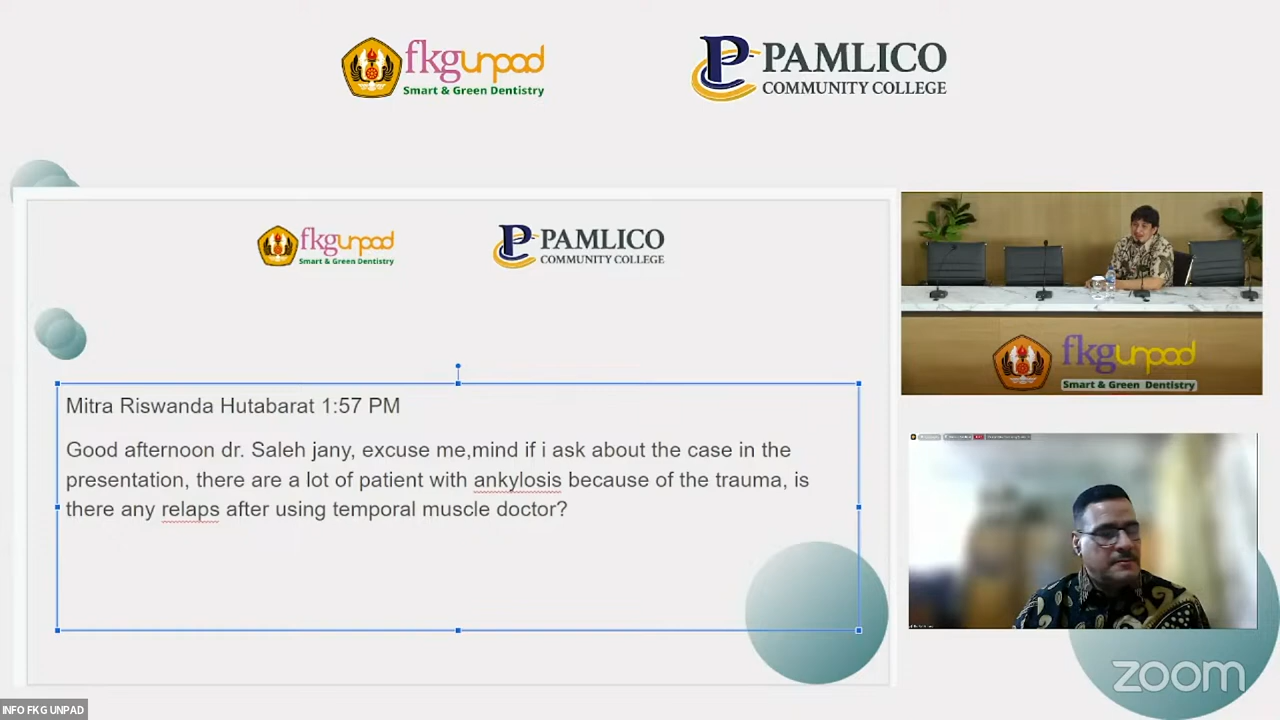 fkgunpad
Smart & Green Dentistry
PAMLICO
COMMUNITY COLLEGE
fkgunpad
Smart & Green Dentistry
PAMLICO
COMMUNITY COLLEGE
Mitra Riswanda Hutabarat 1:57 PM
Good afternoon dr. Saleh jany, excuse me,mind if i ask about the case in the
presentation, there are a lot of patient with ankylosis because of the trauma, is
there any relaps after using temporal muscle doctor?
fkgunpad
Smart & Green Dentistry
zoom
INFO FKG UNPAD